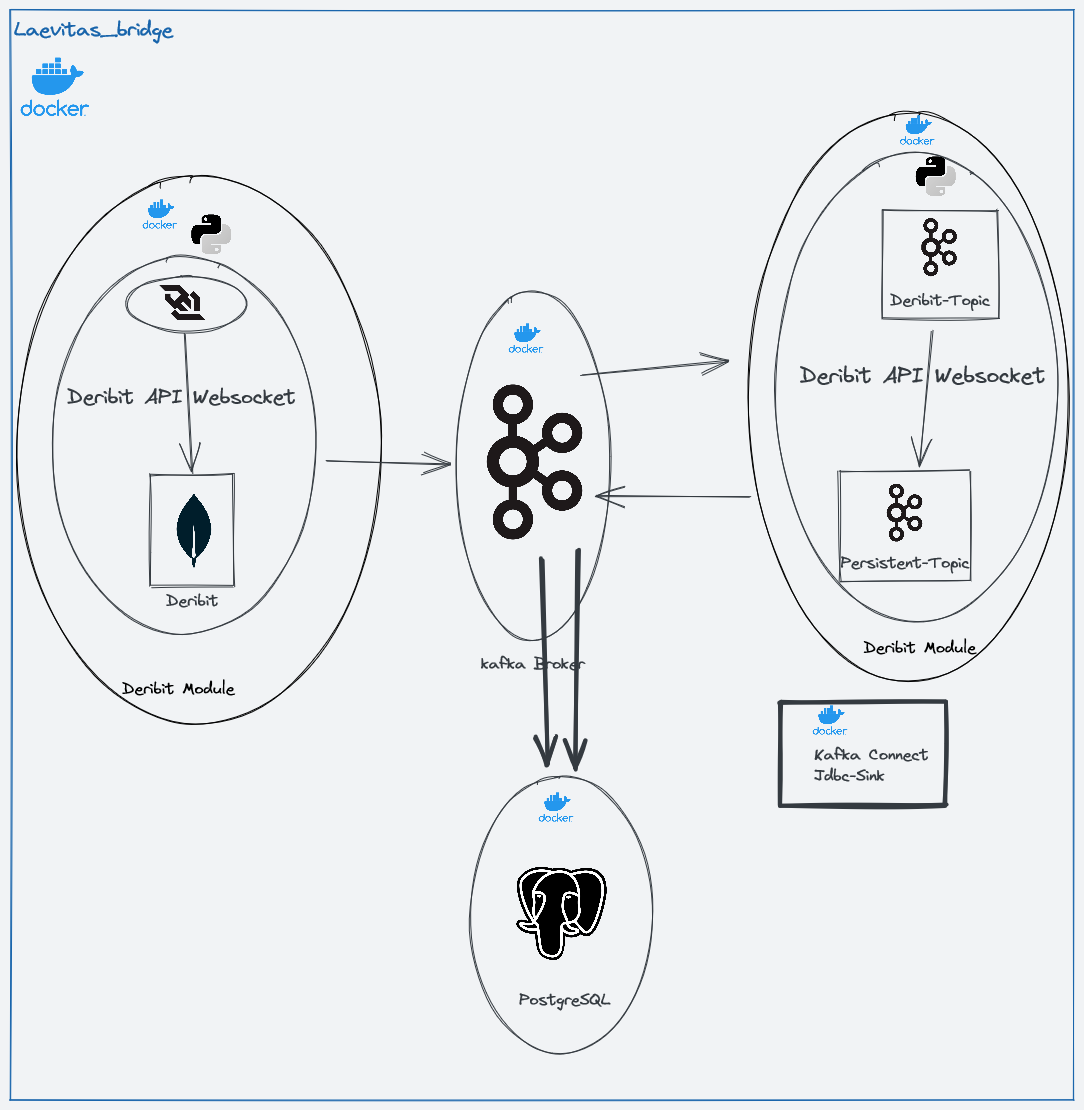 Laevitas_bridge
docker
docker
Deribit API Websocket
Deribit
Deribit Module
docker
kafka Broker
docker
Deribit-Topic
Deribit API Websocket
Persistent-Topic
Deribit Module
docker
Kafka Connect
Jdbc-Sink
docker
PostgreSQL